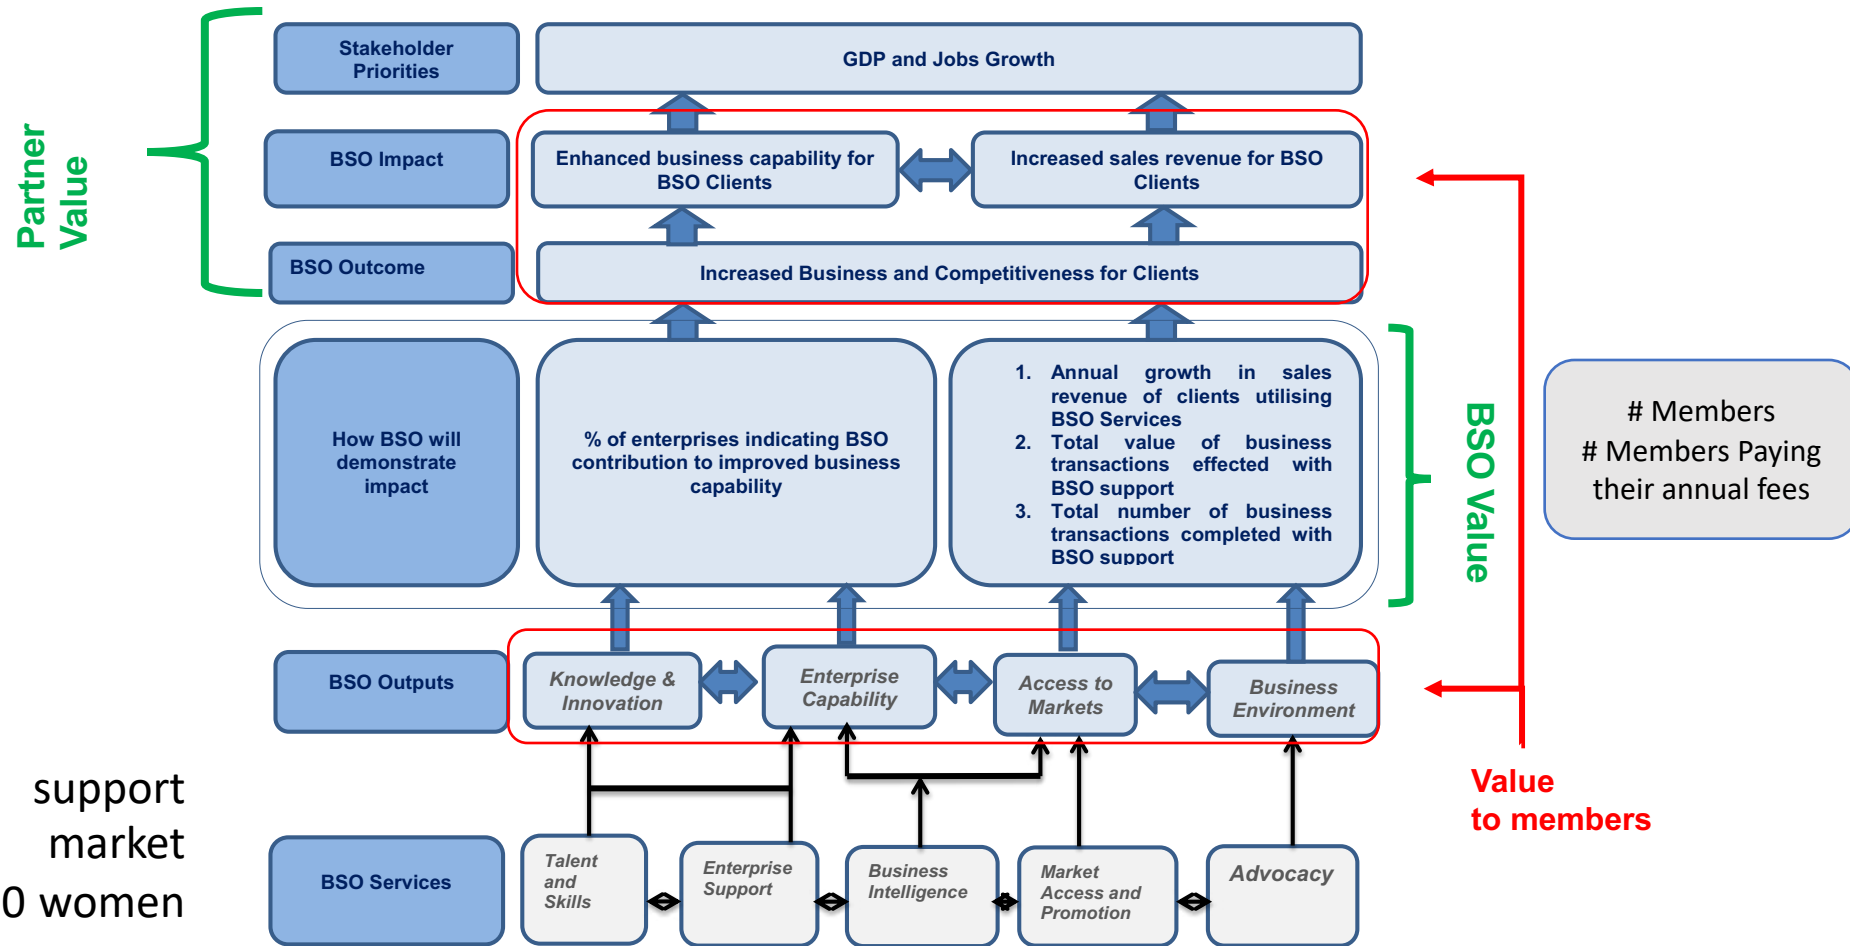 Stakeholder
Priorities
GDP and Jobs Growth
Partner
Value
BSO Impact
Enhanced business capability for
BSO Clients
Increased sales revenue for BSO
Clients
BSO Outcome
Increased Business and Competitiveness for Clients
How BSO will
demonstrate
impact
% of enterprises indicating BSO
contribution to improved business
capability
1. Annual growth in sales
revenue of clients utilising
BSO Services
2. Total value of business
transactions effected with
BSO support
3. Total number of business
transactions completed with
BSO support
BSO Value
# Members
# Members Paying
their annual fees
BSO Outputs
Knowledge &
Innovation
Enterprise
Capability
Access to
Markets
Business
Environment
Value
to members
support
market
0 women
BSO Services
Talent
and
Skills
Enterprise
Support
Business
Intelligence
Market
Access and
Promotion
Advocacy